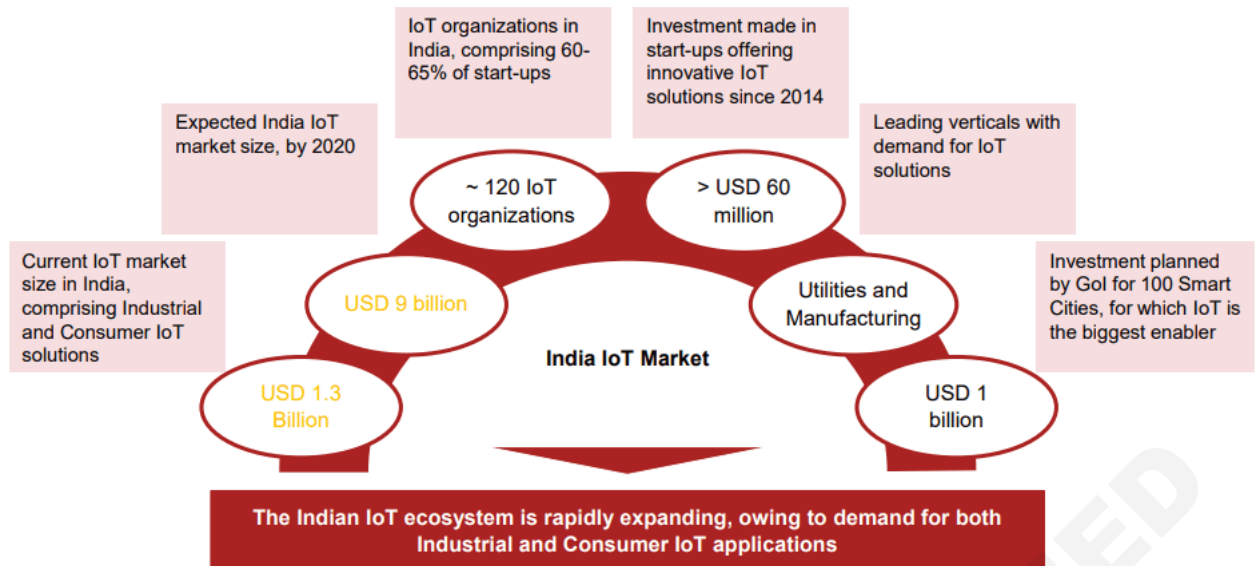 IoT organizations in
India, comprising 60-
65% of start-ups
Investment made in
start-ups offering
innovative IoT
solutions since 2014
Expected India IoT
market size, by 2020
Leading verticals with
demand for IoT
solutions
~ 120 IoT
organizations
> USD 60
million
Current IoT market
size in India,
comprising Industrial
and Consumer IoT
solutions
USD 9 billion
Utilities and
Manufacturing
Investment planned
by GoI for 100 Smart
Cities, for which IoT is
the biggest enabler
India IoT Market
USD 1.3
Billion
USD 1
billion
The Indian IoT ecosystem is rapidly expanding, owing to demand for both
Industrial and Consumer IoT applications